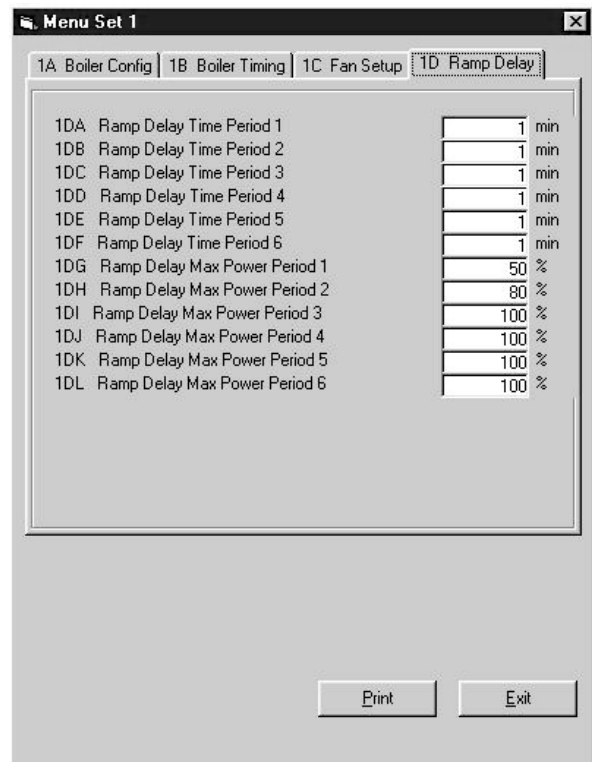 Menu Set 1
1A Boiler Config 1B Boiler Timing 1C Fan Setup 1D Ramp Delay
1DA Ramp Delay Time Period 1 1 min
1DB Ramp Delay Time Period 2 1 min
1DC Ramp Delay Time Period 3 1 min
1DD Ramp Delay Time Period 4 1 min
1DE Ramp Delay Time Period 5 1 min
1DF Ramp Delay Time Period 6 1 min
1DG Ramp Delay Max Power Period 1 50 %
1DH Ramp Delay Max Power Period 2 80 %
1DI Ramp Delay Max Power Period 3 100 %
1DJ Ramp Delay Max Power Period 4 100 %
1DK Ramp Delay Max Power Period 5 100 %
1DL Ramp Delay Max Power Period 6 100 %
Print Exit